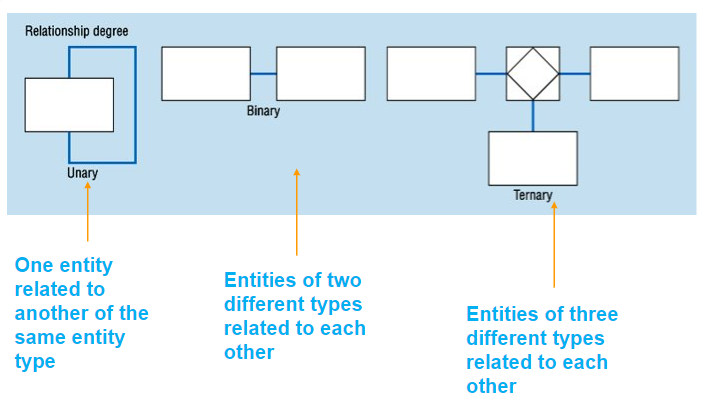 Relationship degree
Unary
Binary
Ternary
One entity
related to
another of the
same entity
type
Entities of two
different types
related to each
other
Entities of three
different types
related to each
other